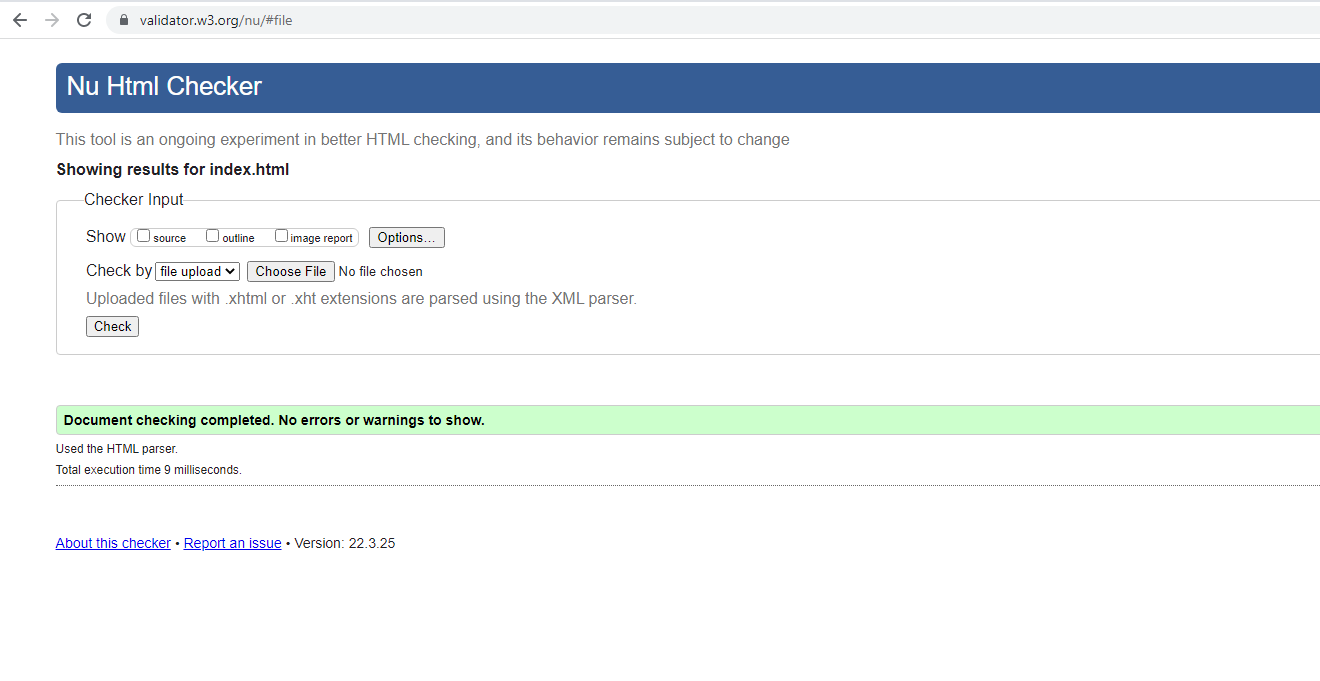 validator.w3.org/nu/#file
Nu Html Checker
This tool is an ongoing experiment in better HTML checking, and its behavior remains subject to change
Showing results for index.html
Checker Input
Show source outline image report Options...
Check by file upload Choose File No file chosen
Uploaded files with .xhtml or .xht extensions are parsed using the XML parser.
Check
Document checking completed. No errors or warnings to show.
Used the HTML parser.
Total execution time 9 milliseconds.
About this checker • Report an issue • Version: 22.3.25